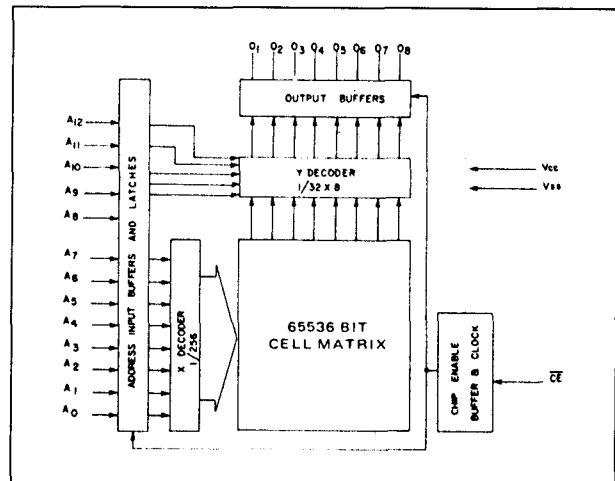 O1 O2 O3 O4 O5 O6 O7 O8
OUTPUT BUFFERS
A12
A11
A10
A9
A8
A7
A6
A5
A4
A3
A2
A1
A0
ADDRESS INPUT BUFFERS AND LATCHES
Y DECODER
1/32 X 8
Vcc
Vss
X DECODER
1/256
65536 BIT
CELL MATRIX
CHIP ENABLE
BUFFER & CLOCK
C̅E̅